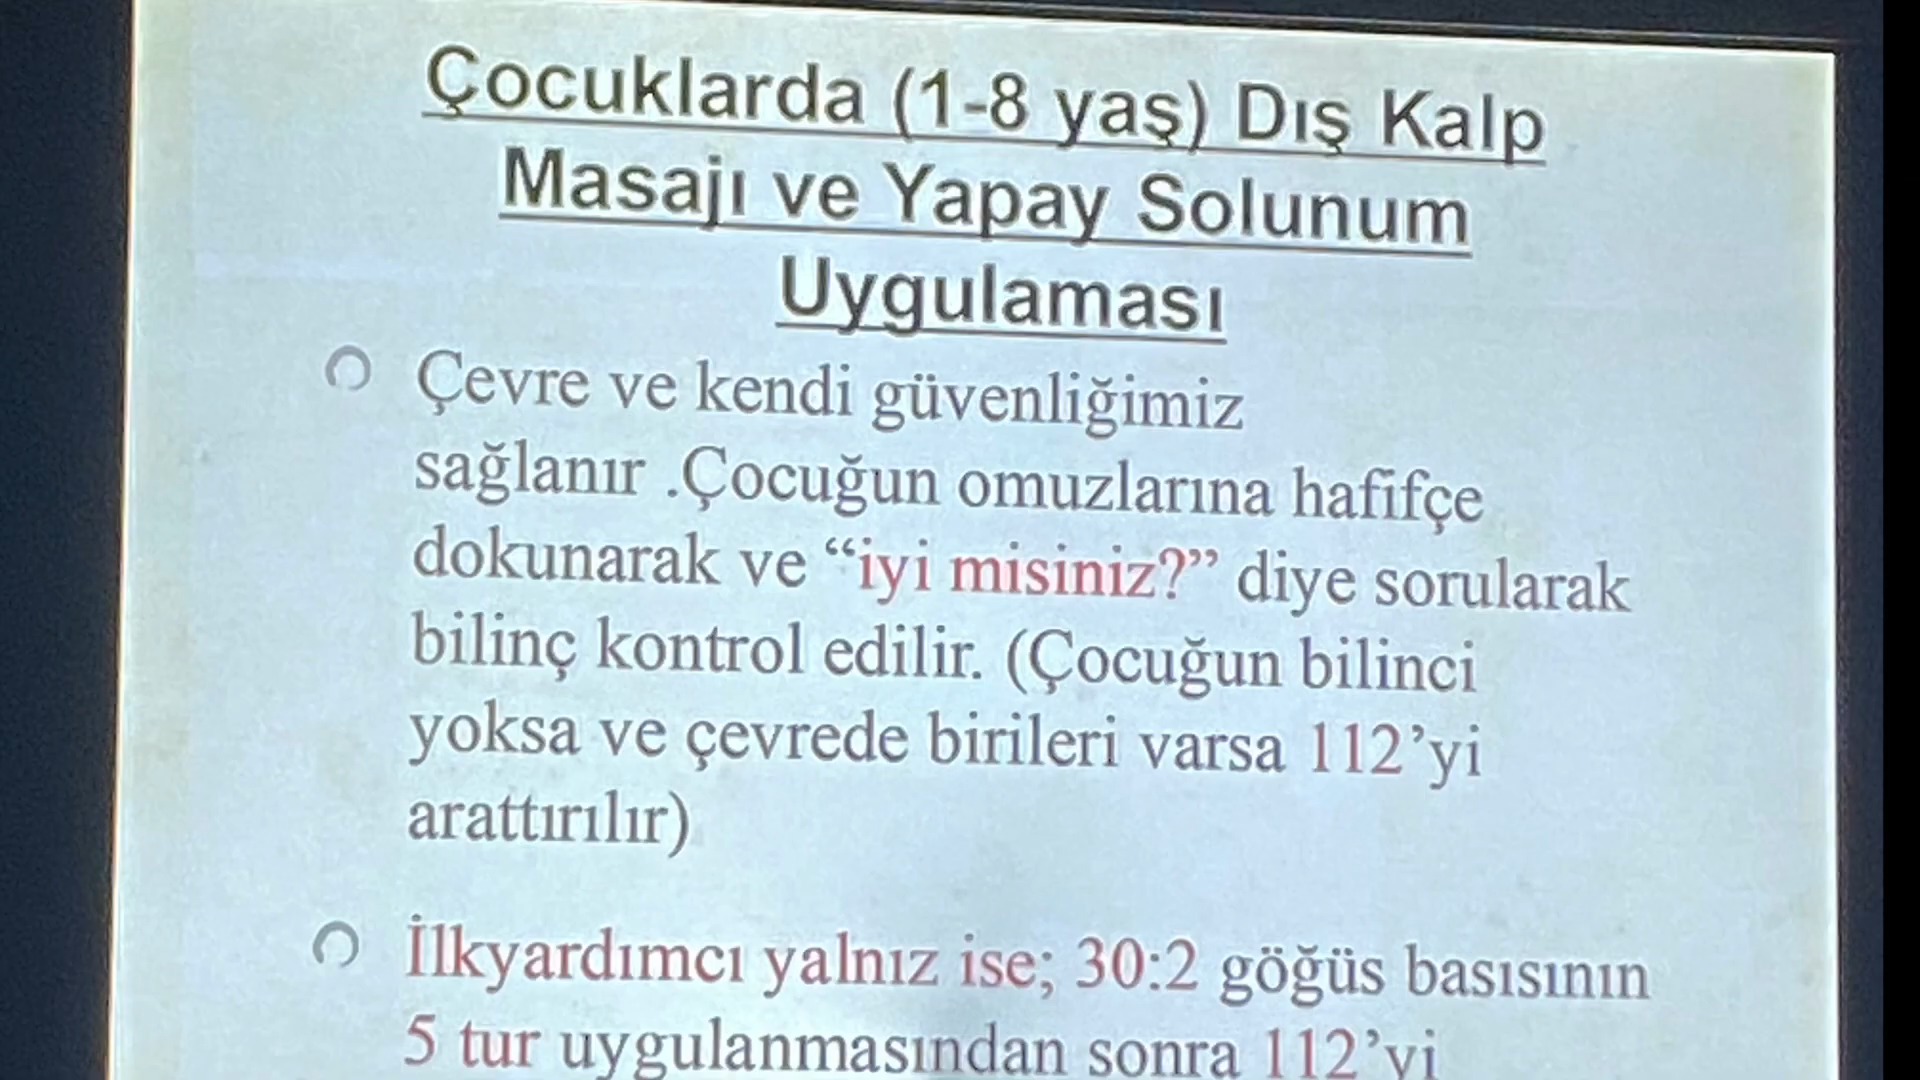 Çocuklarda (1-8 yaş) Dış Kalp
Masajı ve Yapay Solunum
Uygulaması
Çevre ve kendi güvenliğimiz
sağlanır .Çocuğun omuzlarına hafifçe
dokunarak ve “iyi misiniz?” diye sorularak
bilinç kontrol edilir. (Çocuğun bilinci
yoksa ve çevrede birileri varsa 112’yi
arattırılır)
İlkyardımcı yalnız ise; 30:2 göğüs basısının
5 tur uygulanmasından sonra 112’yi